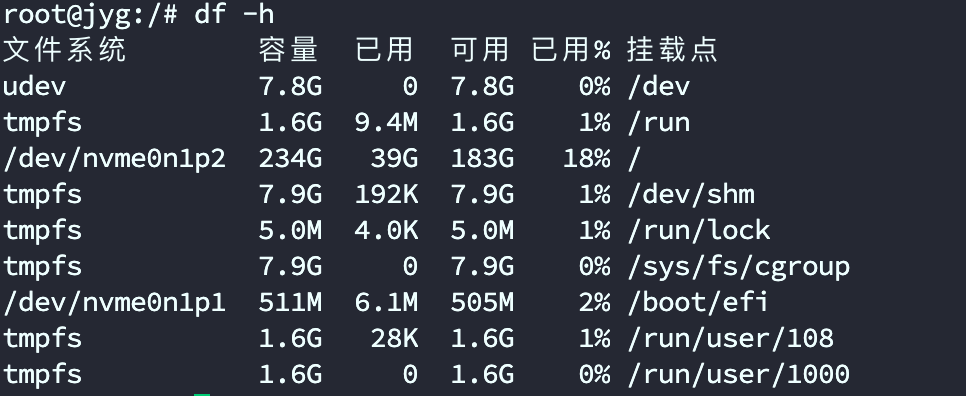 root@jyg:/# df -h
文件系统 容量 已用 可用 已用% 挂载点
udev 7.8G 0 7.8G 0% /dev
tmpfs 1.6G 9.4M 1.6G 1% /run
/dev/nvme0n1p2 234G 39G 183G 18% /
tmpfs 7.9G 192K 7.9G 1% /dev/shm
tmpfs 5.0M 4.0K 5.0M 1% /run/lock
tmpfs 7.9G 0 7.9G 0% /sys/fs/cgroup
/dev/nvme0n1p1 511M 6.1M 505M 2% /boot/efi
tmpfs 1.6G 28K 1.6G 1% /run/user/108
tmpfs 1.6G 0 1.6G 0% /run/user/1000